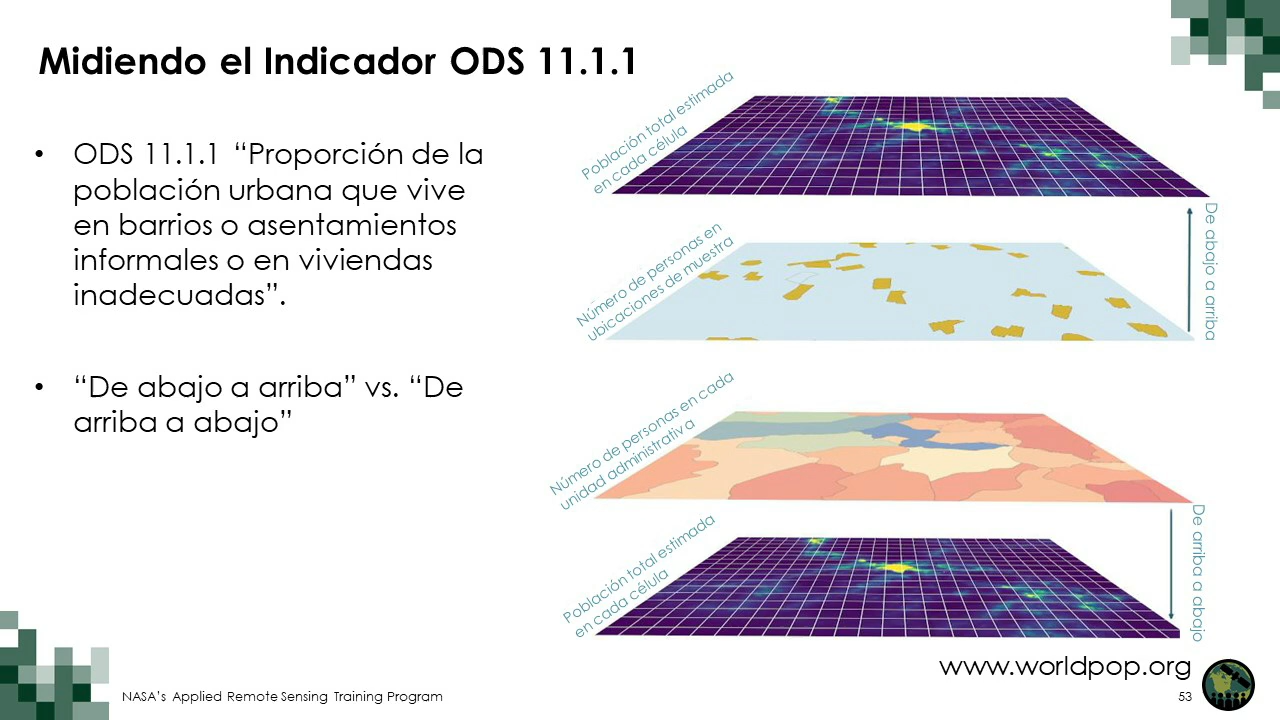 Midiendo el Indicador ODS 11.1.1
• ODS 11.1.1 “Proporción de la
población urbana que vive
en barrios o asentamientos
informales o en viviendas
inadecuadas”.
• “De abajo a arriba” vs. “De
arriba a abajo”
Población total estimada
en cada célula
De abajo a arriba
Número de personas en
ubicaciones de muestra
Número de personas en cada
unidad administrativa
De arriba a abajo
Población total estimada
en cada célula
www.worldpop.org
NASA’s Applied Remote Sensing Training Program
53